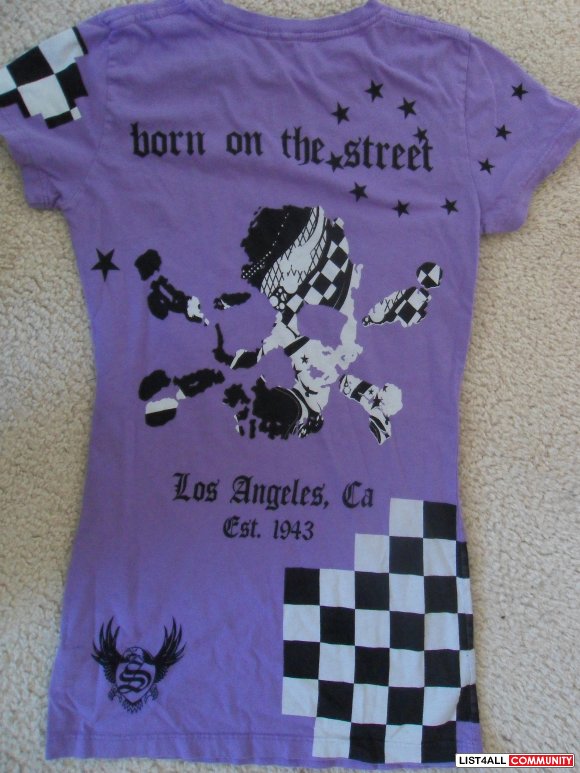 born on the street
Los Angeles, Ca
Est. 1943
S
LIST4ALL COMMUNITY